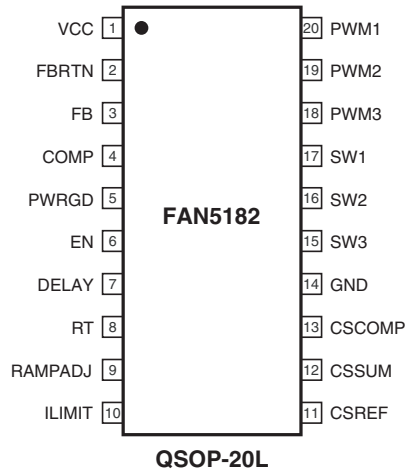 VCC 1 20 PWM1
FBRTN 2 19 PWM2
FB 3 18 PWM3
COMP 4 17 SW1
PWRGD 5 16 SW2
FAN5182
EN 6 15 SW3
DELAY 7 14 GND
RT 8 13 CSCOMP
RAMPADJ 9 12 CSSUM
ILIMIT 10 11 CSREF
QSOP-20L